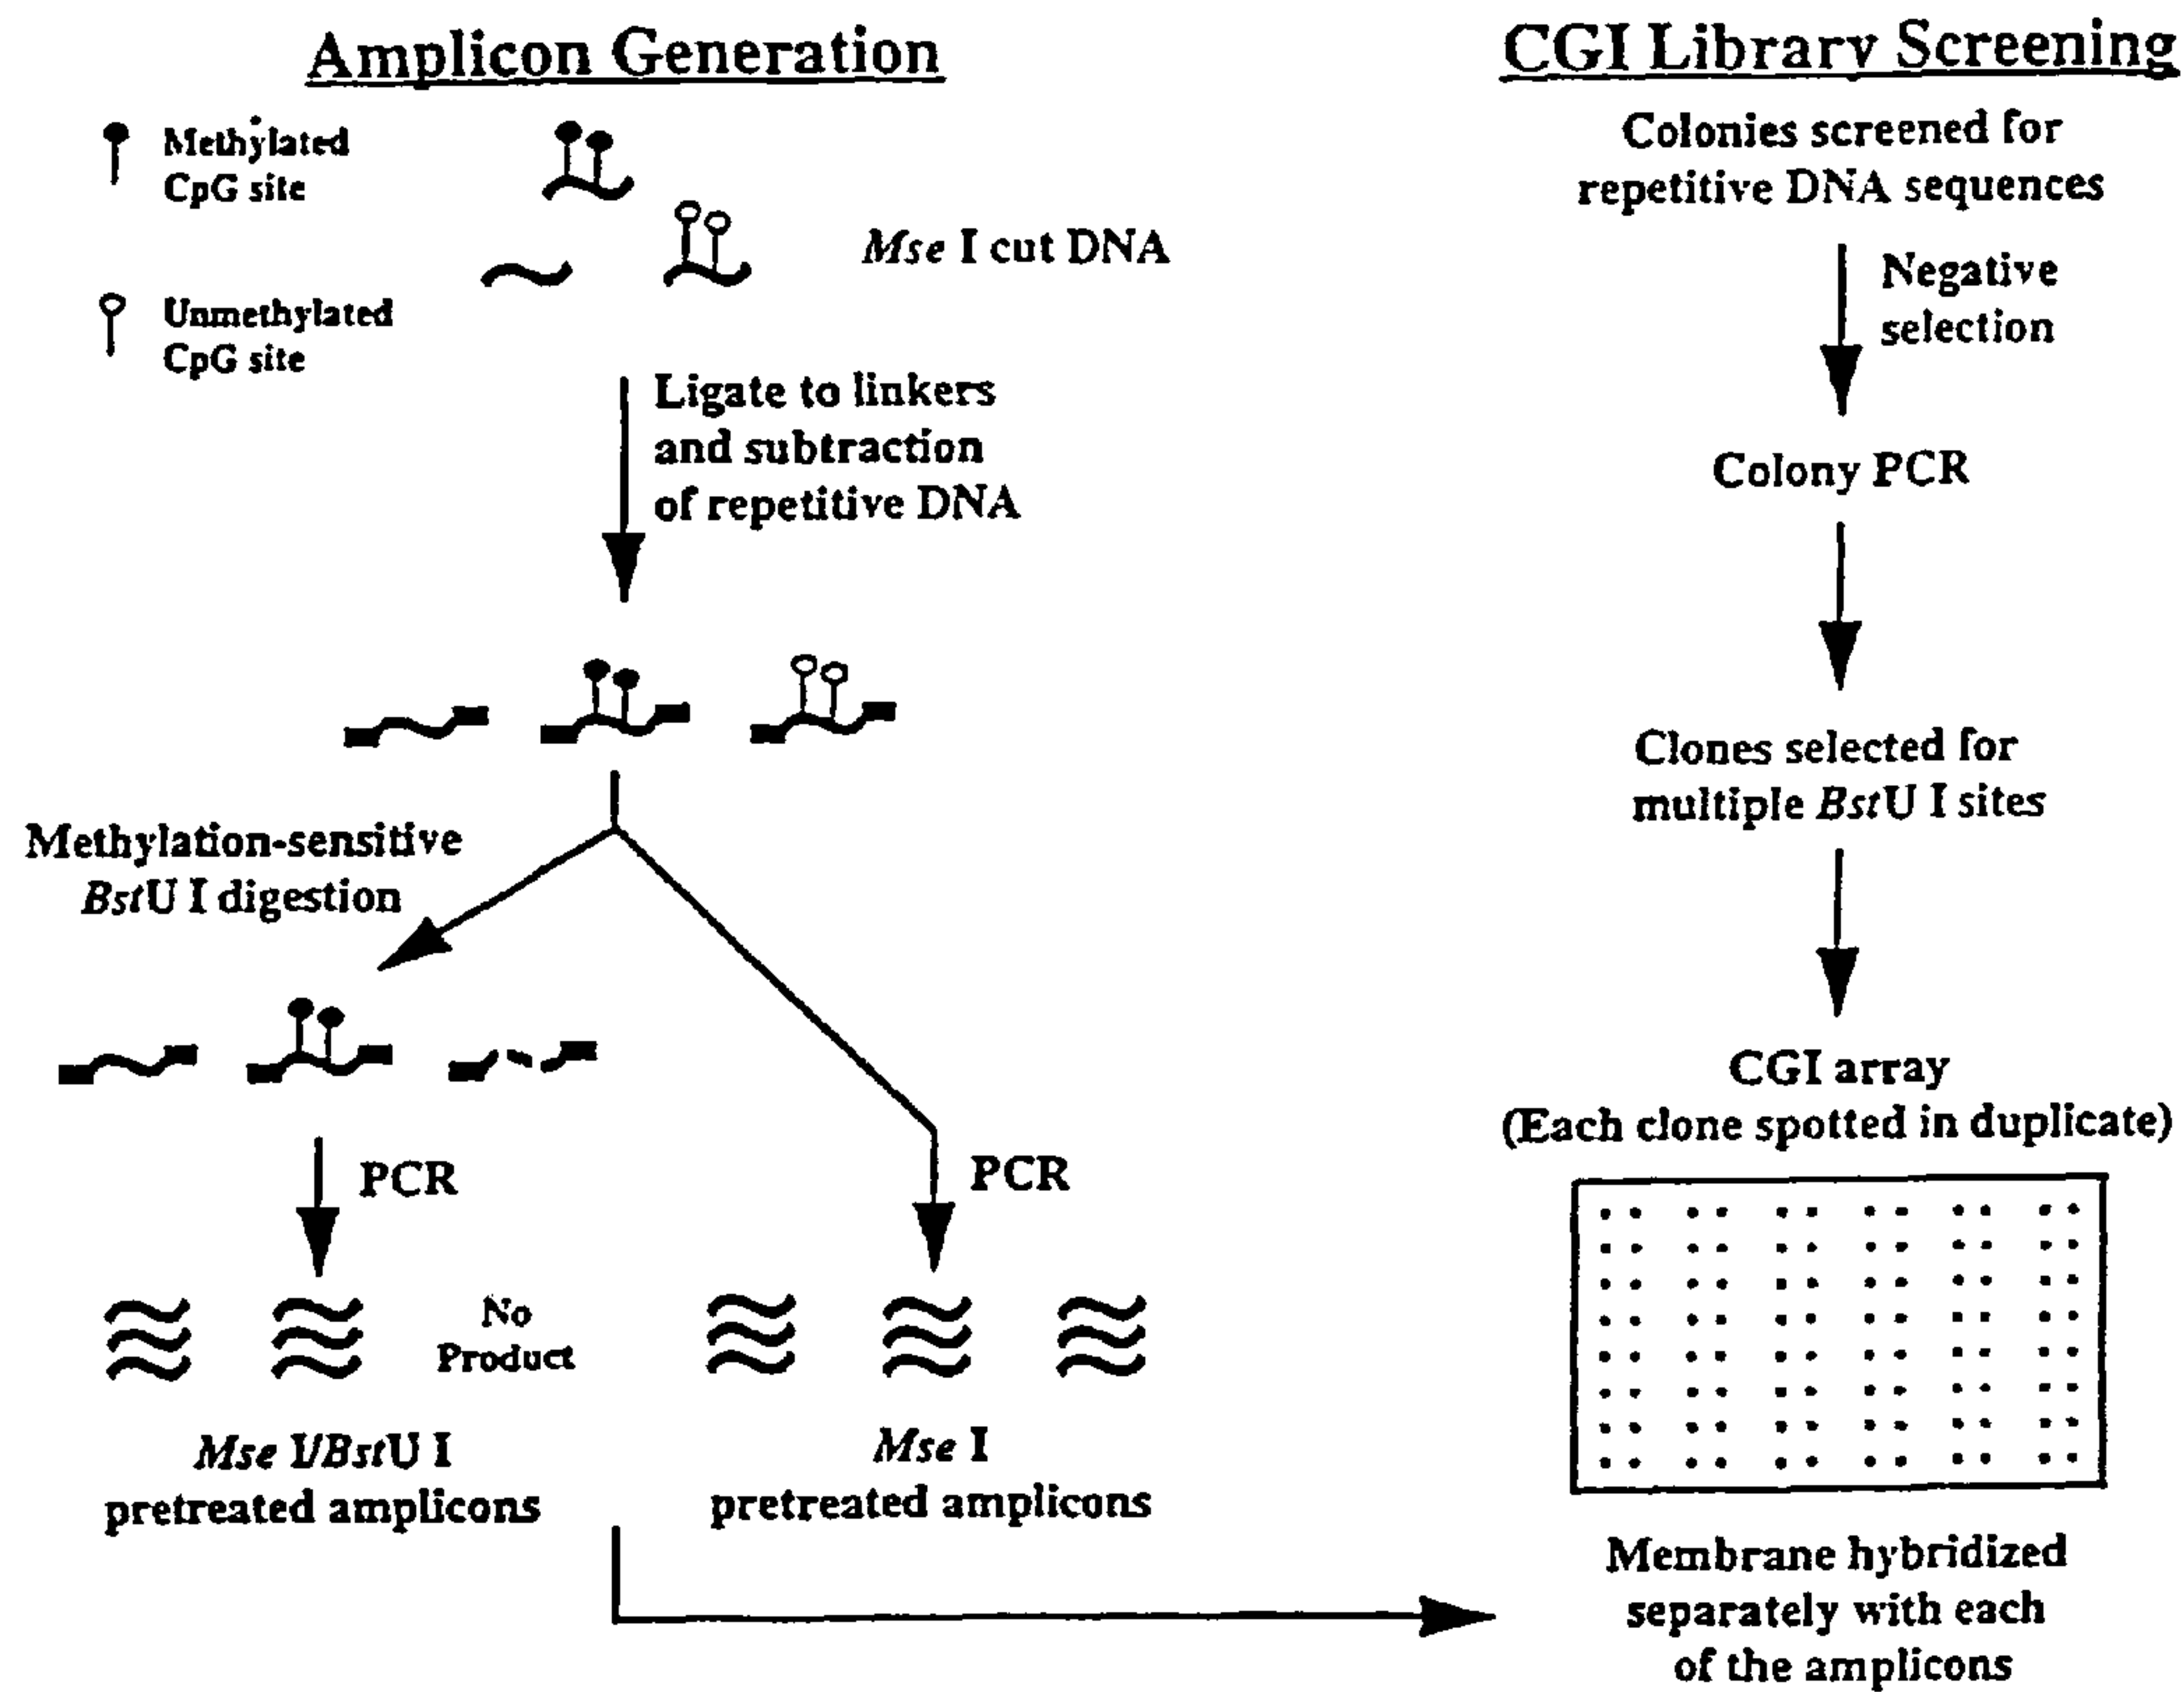 Amplicon Generation
Methylated
CpG site
Unmethylated
CpG site
Mse I cut DNA
Ligate to linkers
and subtraction
of repetitive DNA
Methylation-sensitive
BstU I digestion
PCR
PCR
No
Product
Mse I/BstU I
pretreated amplicons
Mse I
pretreated amplicons
CGI Library Screening
Colonies screened for
repetitive DNA sequences
Negative
selection
Colony PCR
Clones selected for
multiple BstU I sites
CGI array
(Each clone spotted in duplicate)
Membrane hybridized
separately with each
of the amplicons